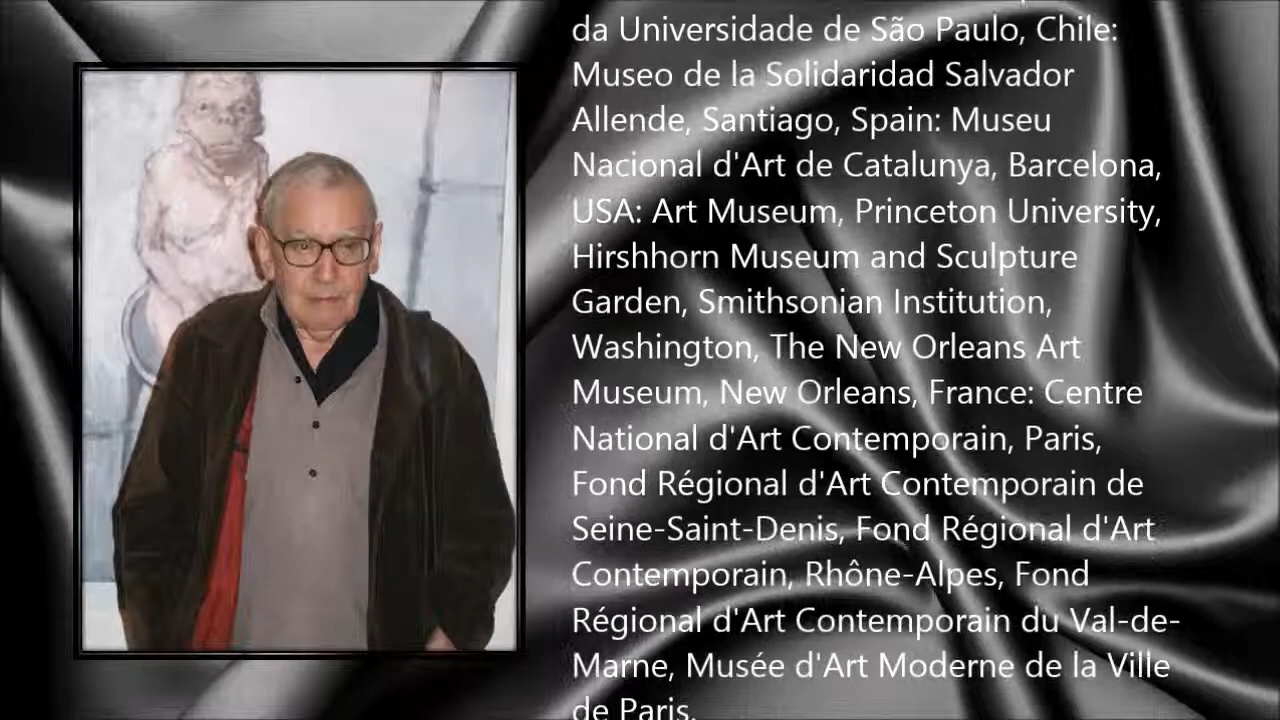 da Universidade de São Paulo, Chile:
Museo de la Solidaridad Salvador
Allende, Santiago, Spain: Museu
Nacional d'Art de Catalunya, Barcelona,
USA: Art Museum, Princeton University,
Hirshhorn Museum and Sculpture
Garden, Smithsonian Institution,
Washington, The New Orleans Art
Museum, New Orleans, France: Centre
National d'Art Contemporain, Paris,
Fond Régional d'Art Contemporain de
Seine-Saint-Denis, Fond Régional d'Art
Contemporain, Rhône-Alpes, Fond
Régional d'Art Contemporain du Val-de-
Marne, Musée d'Art Moderne de la Ville
de Paris.